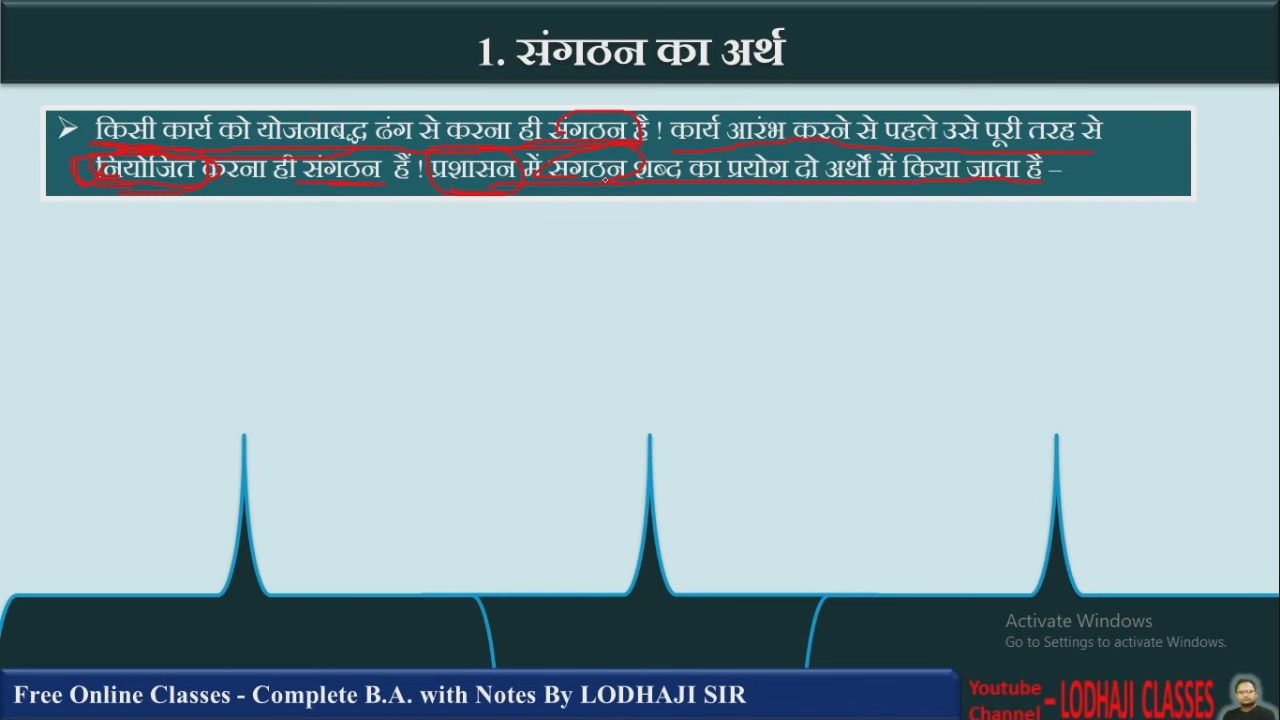 1. संगठन का अर्थ
किसी कार्य को योजनाबद्ध ढंग से करना ही संगठन है ! कार्य आरंभ करने से पहले उसे पूरी तरह से
नियोजित करना ही संगठन हैं ! प्रशासन में संगठन शब्द का प्रयोग दो अर्थों में किया जाता है –
Activate Windows
Go to Settings to activate Windows.
Free Online Classes - Complete B.A. with Notes By LODHAJI SIR
Youtube Channel – LODHAJI CLASSES